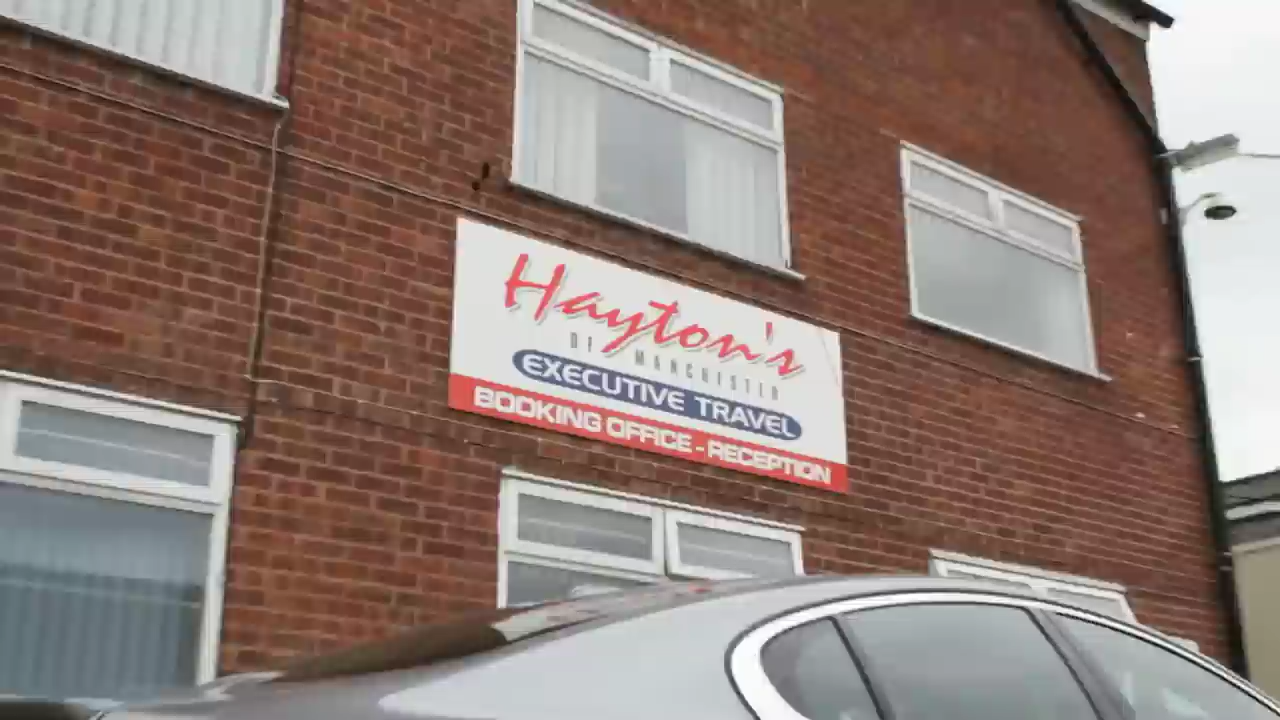 Hayton's
OF MANCHESTER
EXECUTIVE TRAVEL
BOOKING OFFICE - RECEPTION